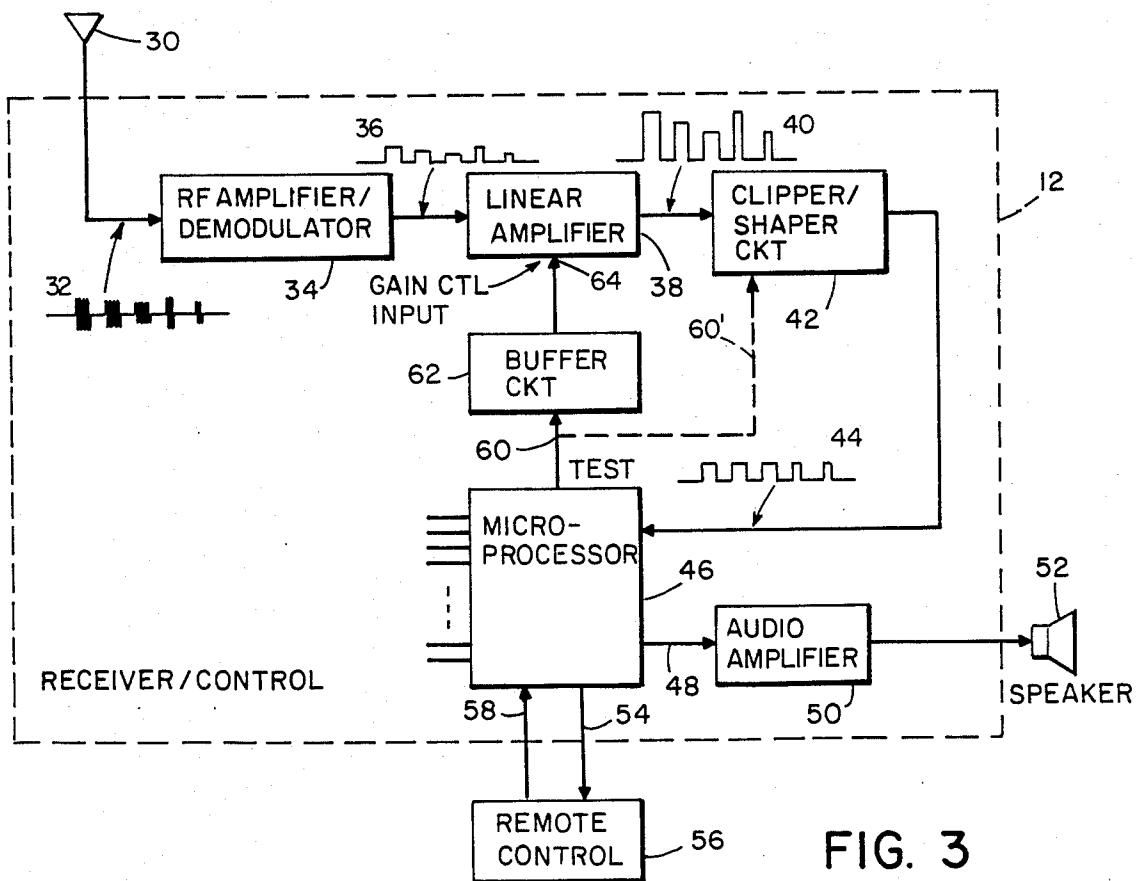 30
36
40
12
RF AMPLIFIER/
DEMODULATOR
LINEAR
AMPLIFIER
CLIPPER/
SHAPER
CKT
32
34
GAIN CTL
INPUT
64
38
42
60'
62
BUFFER
CKT
60
TEST
44
MICRO-
PROCESSOR
46
52
AUDIO
AMPLIFIER
48
50
SPEAKER
RECEIVER/CONTROL
58
54
REMOTE
CONTROL
56
FIG. 3